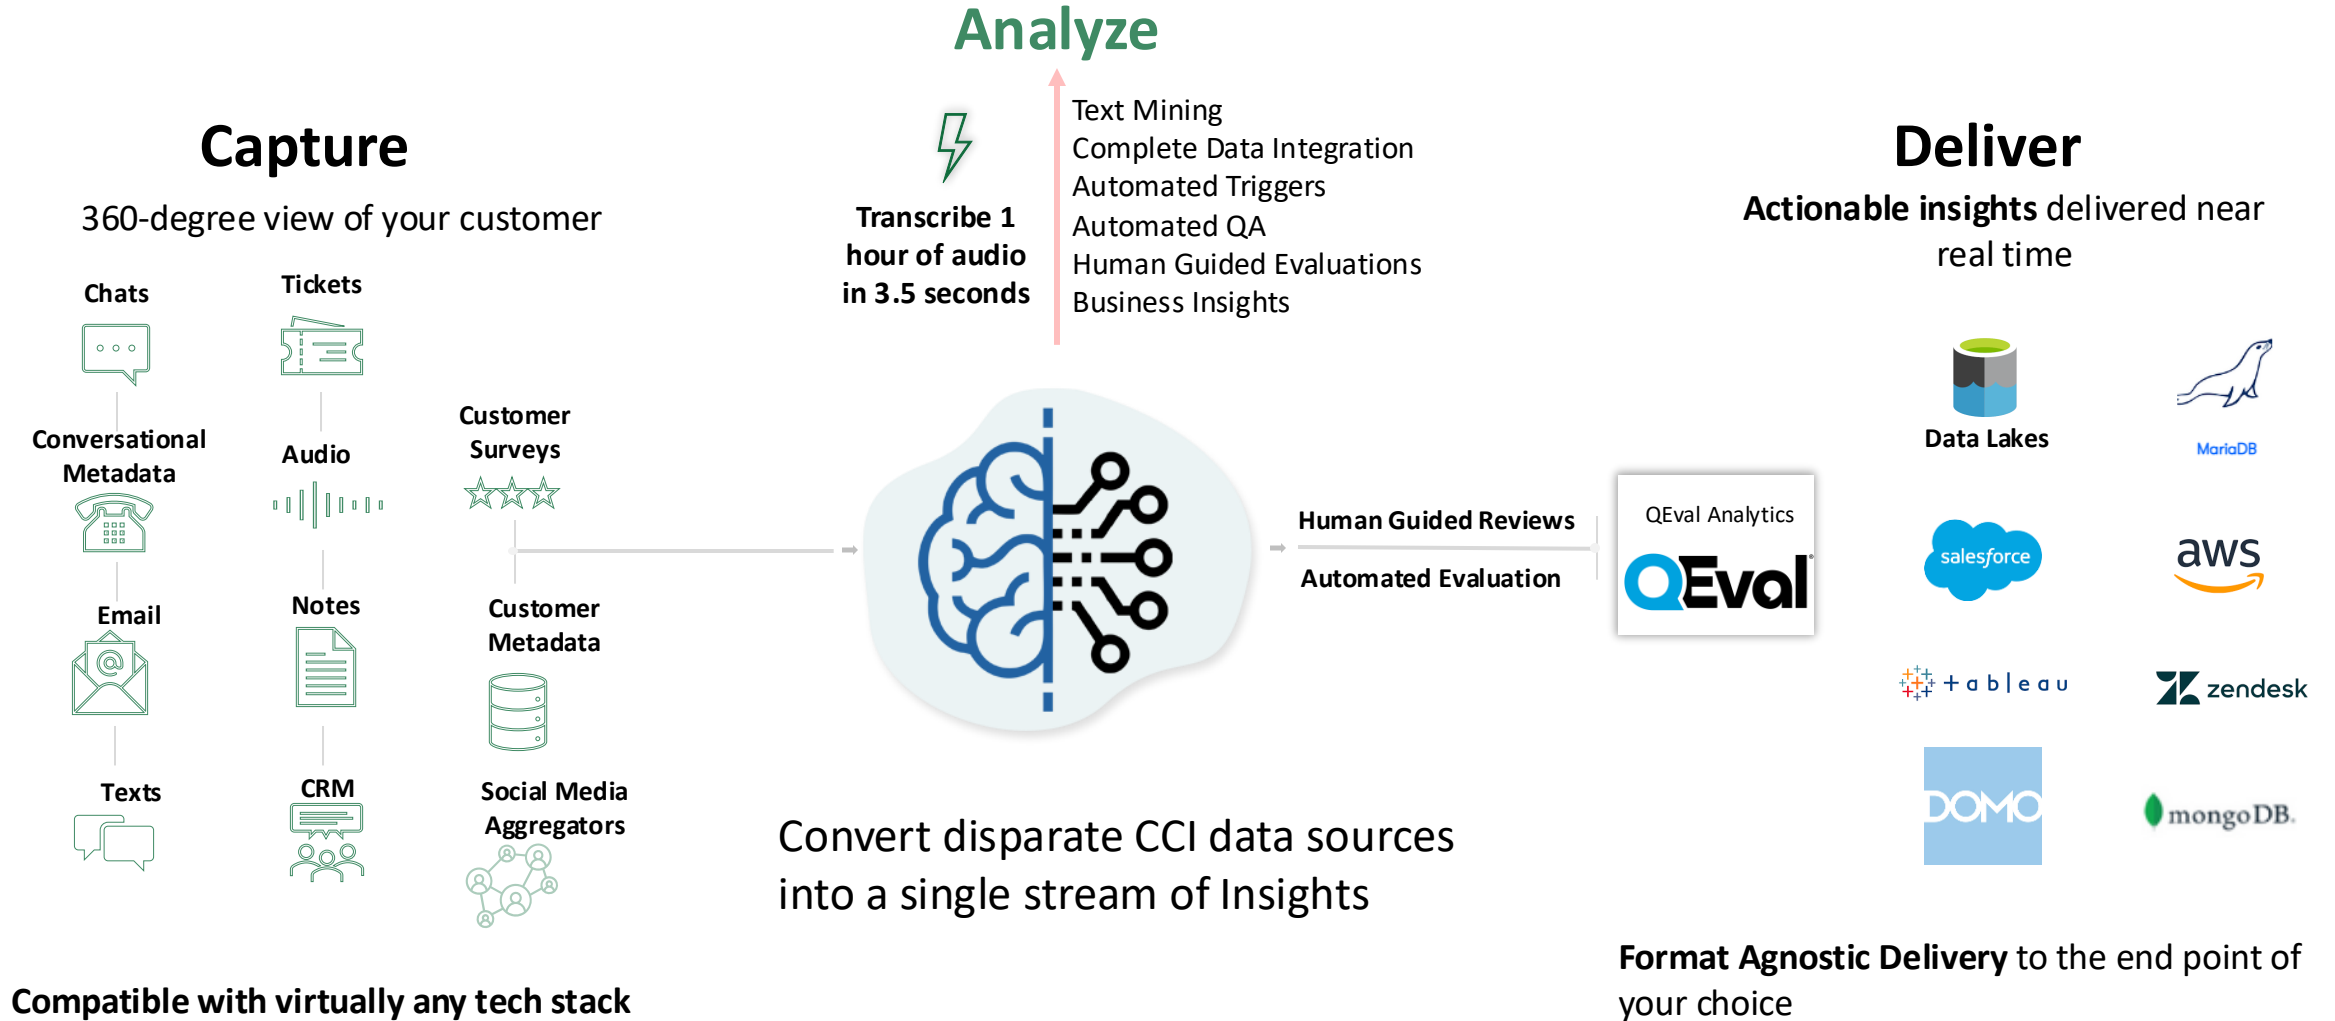 Analyze
Capture
360-degree view of your customer
Chats
Tickets
Conversational
Metadata
Audio
Customer
Surveys
Email
Notes
Customer
Metadata
Texts
CRM
Social Media
Aggregators
Compatible with virtually any tech stack
Transcribe 1
hour of audio
in 3.5 seconds
Text Mining
Complete Data Integration
Automated Triggers
Automated QA
Human Guided Evaluations
Business Insights
Convert disparate CCI data sources
into a single stream of Insights
Human Guided Reviews
Automated Evaluation
QEval Analytics
QEval®
Deliver
Actionable insights delivered near
real time
Data Lakes
MariaDB
salesforce
aws
+ableau
zendesk
DOMO
mongoDB.
Format Agnostic Delivery to the end point of
your choice